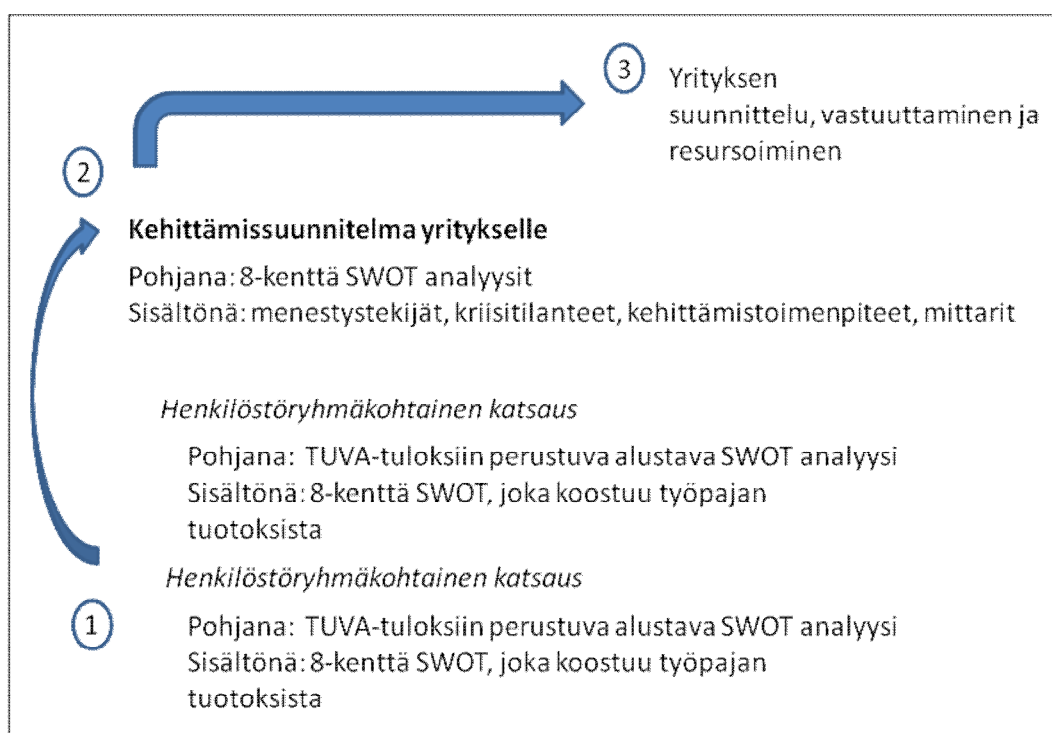 3
Yrityksen
suunnittelu, vastuuttaminen ja
resursoiminen
2
Kehittämissuunnitelma yritykselle
Pohjana: 8-kenttä SWOT analyysit
Sisältönä: menestystekijät, kriisitilanteet, kehittämistoimenpiteet, mittarit
Henkilöstöryhmäkohtainen katsaus
Pohjana: TUVA-tuloksiin perustuva alustava SWOT analyysi
Sisältönä: 8-kenttä SWOT, joka koostuu työpajan
tuotoksista
Henkilöstöryhmäkohtainen katsaus
1
Pohjana: TUVA-tuloksiin perustuva alustava SWOT analyysi
Sisältönä: 8-kenttä SWOT, joka koostuu työpajan
tuotoksista